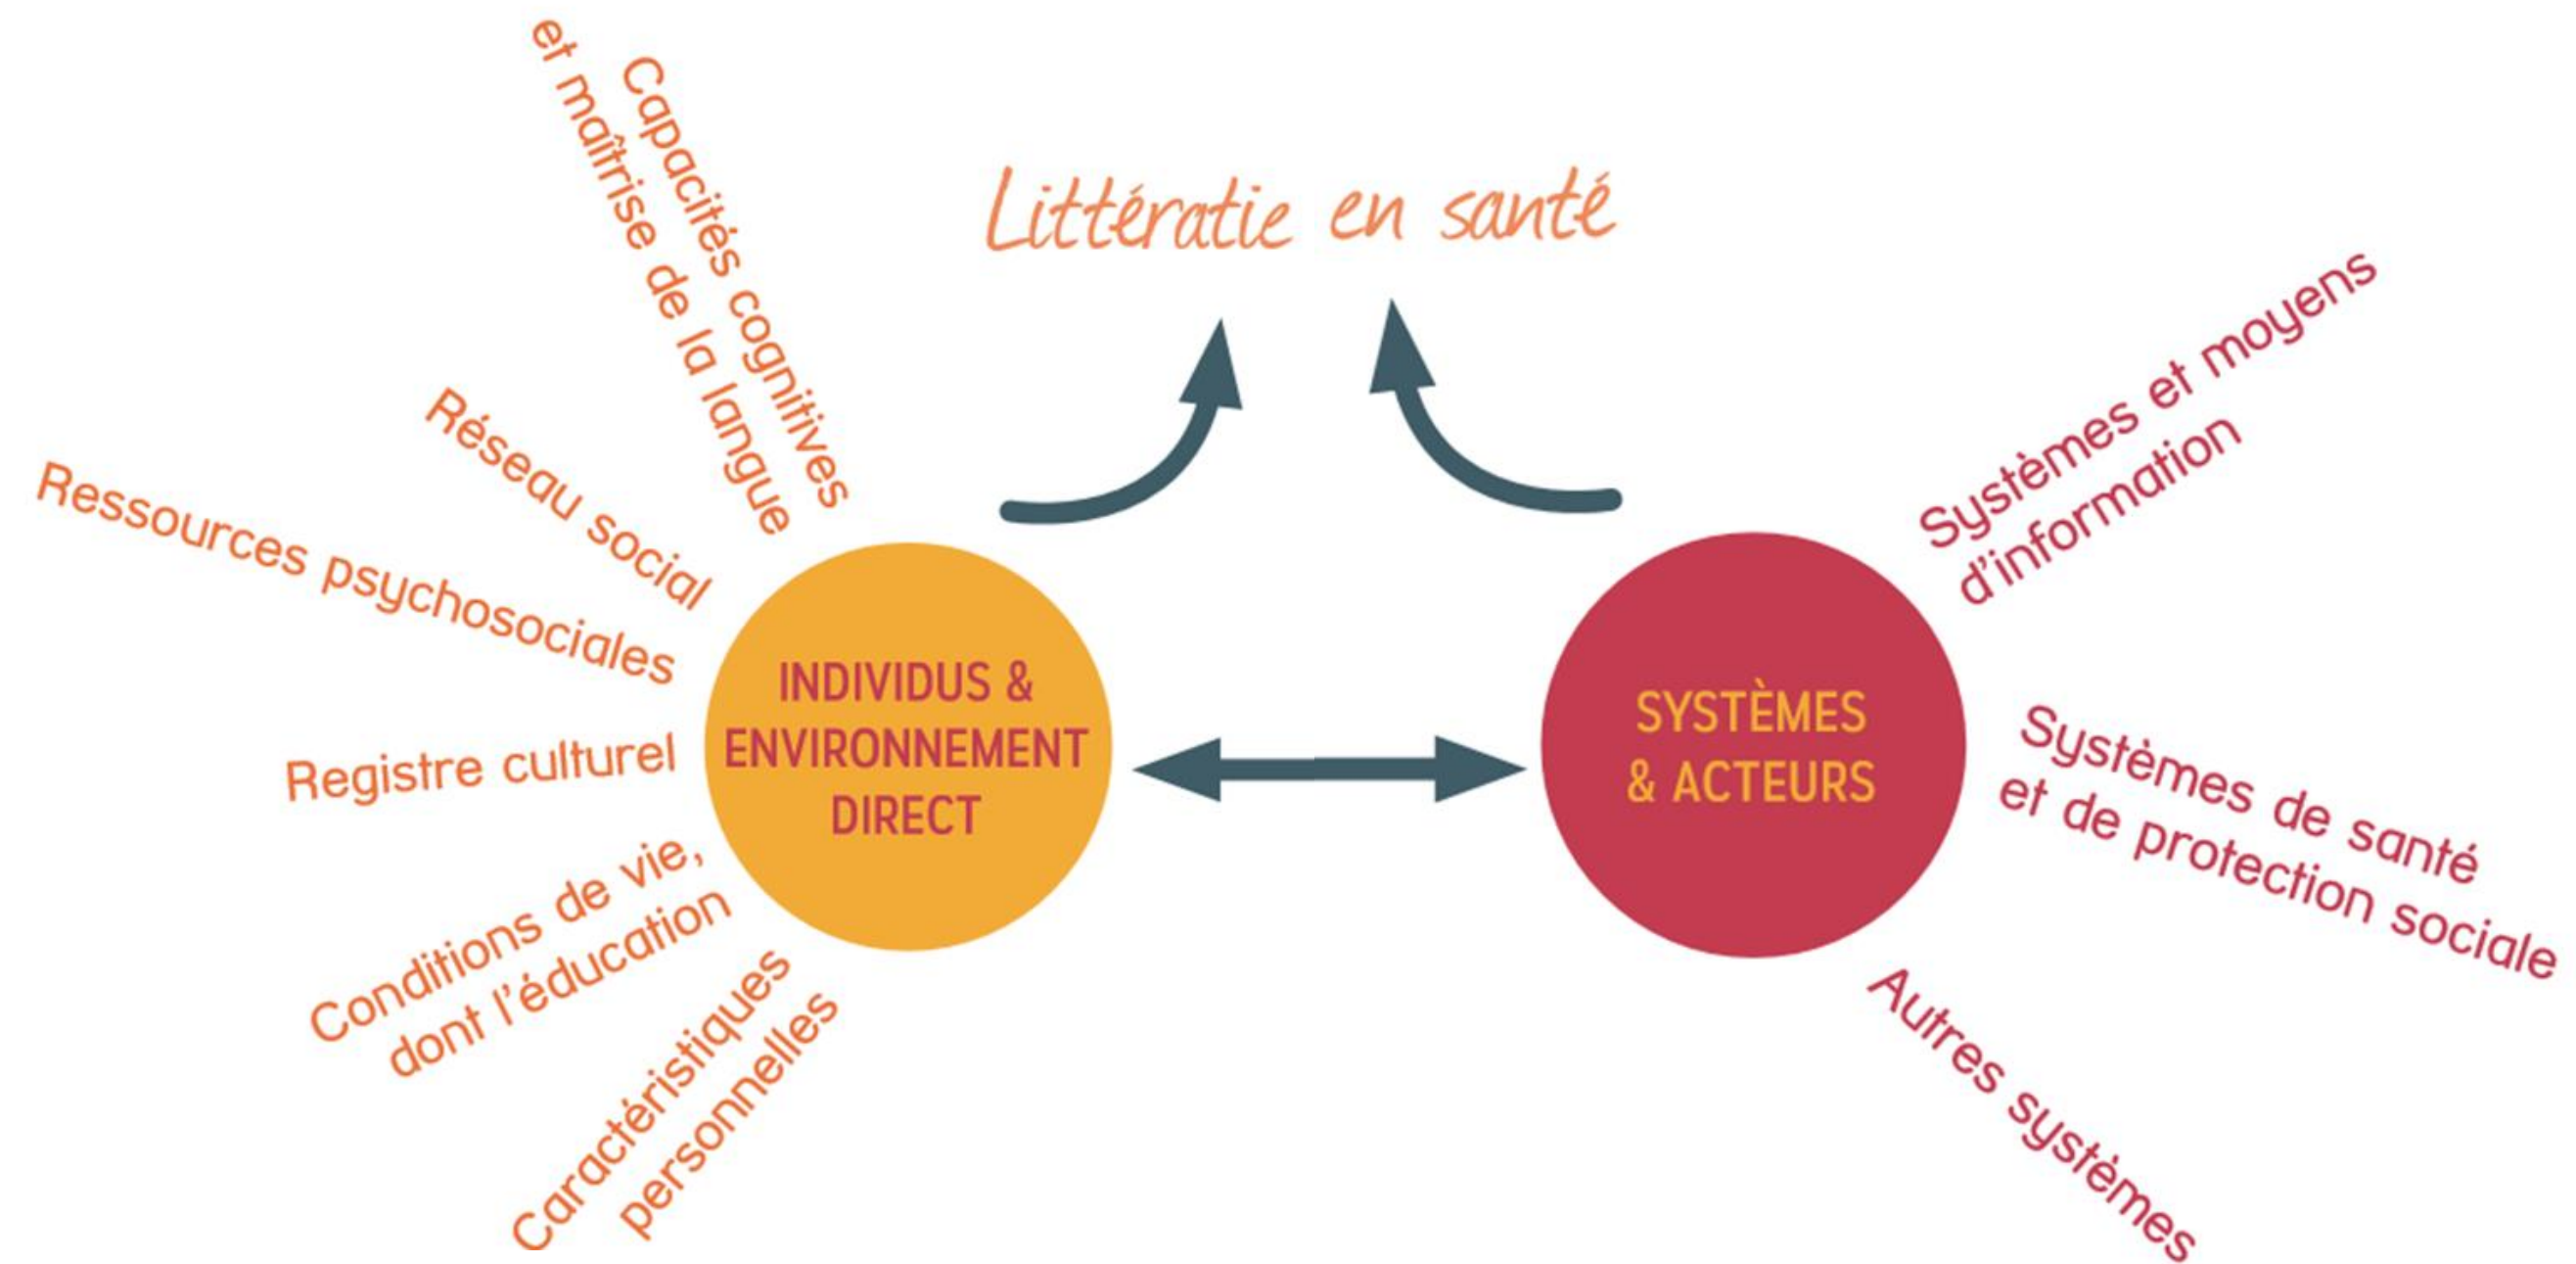 Littératie en santé
Capacités cognitives
et maîtrise de la langue
Réseau social
Ressources psychosociales
Registre culturel
Conditions de vie,
dont l'éducation
Caractéristiques
personnelles
INDIVIDUS &
ENVIRONNEMENT
DIRECT
SYSTÈMES
& ACTEURS
Systèmes et moyens
d'information
Systèmes de santé
et de protection sociale
Autres systèmes